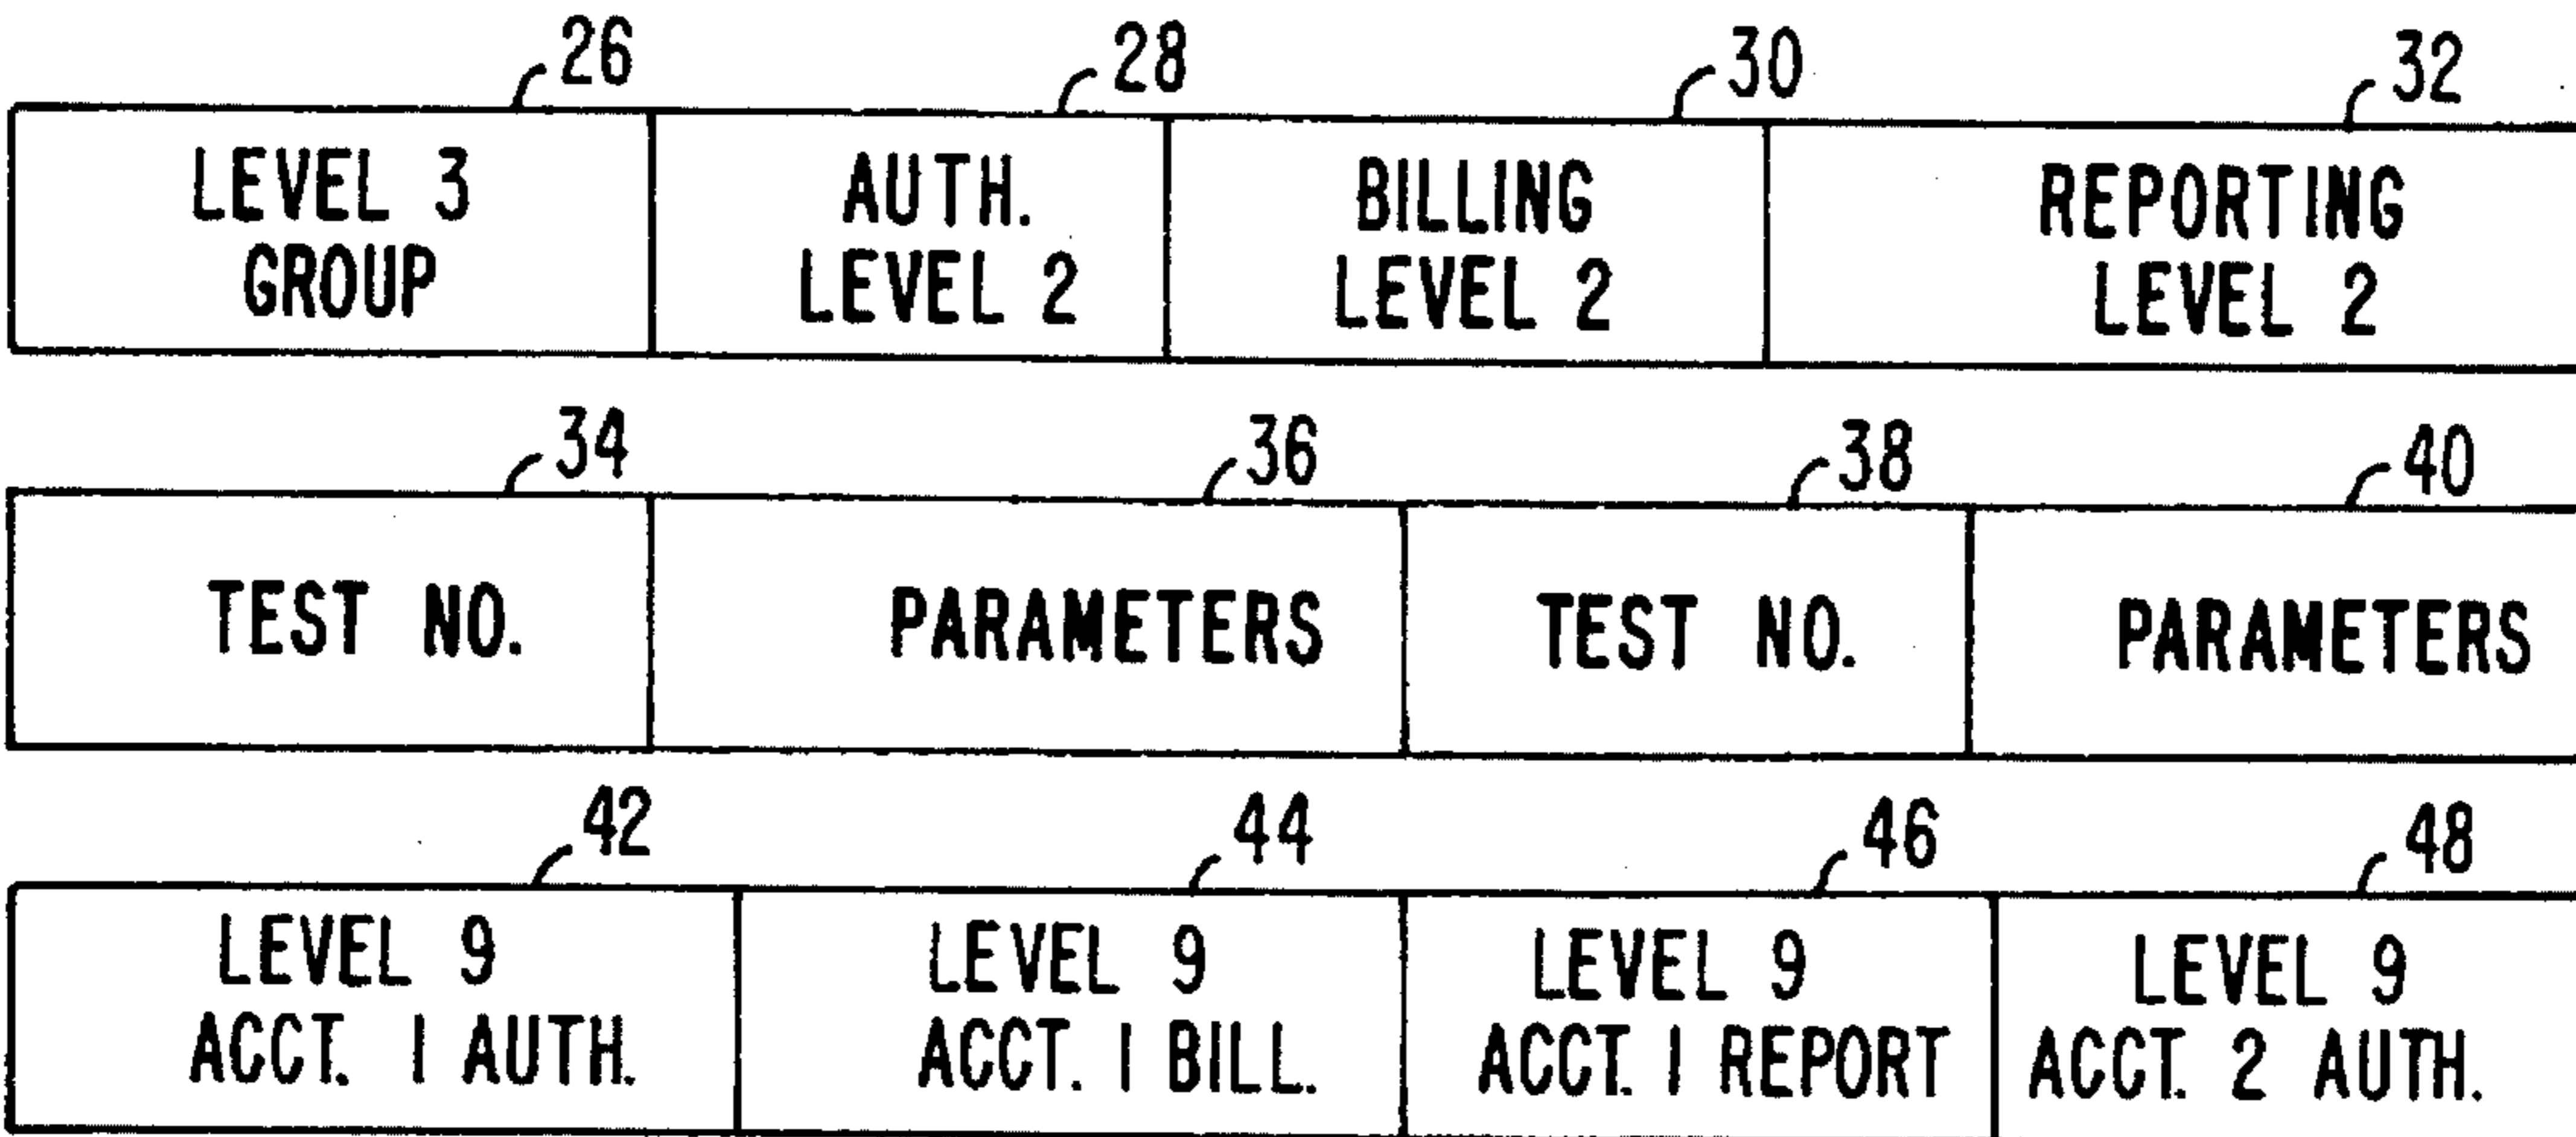 26 28 30 32
LEVEL 3 GROUP
AUTH. LEVEL 2
BILLING LEVEL 2
REPORTING LEVEL 2
34 36 38 40
TEST NO. PARAMETERS TEST NO. PARAMETERS
42 44 46 48
LEVEL 9
ACCT. 1 AUTH.
LEVEL 9
ACCT. 1 BILL.
LEVEL 9
ACCT. 1 REPORT
LEVEL 9
ACCT. 2 AUTH.